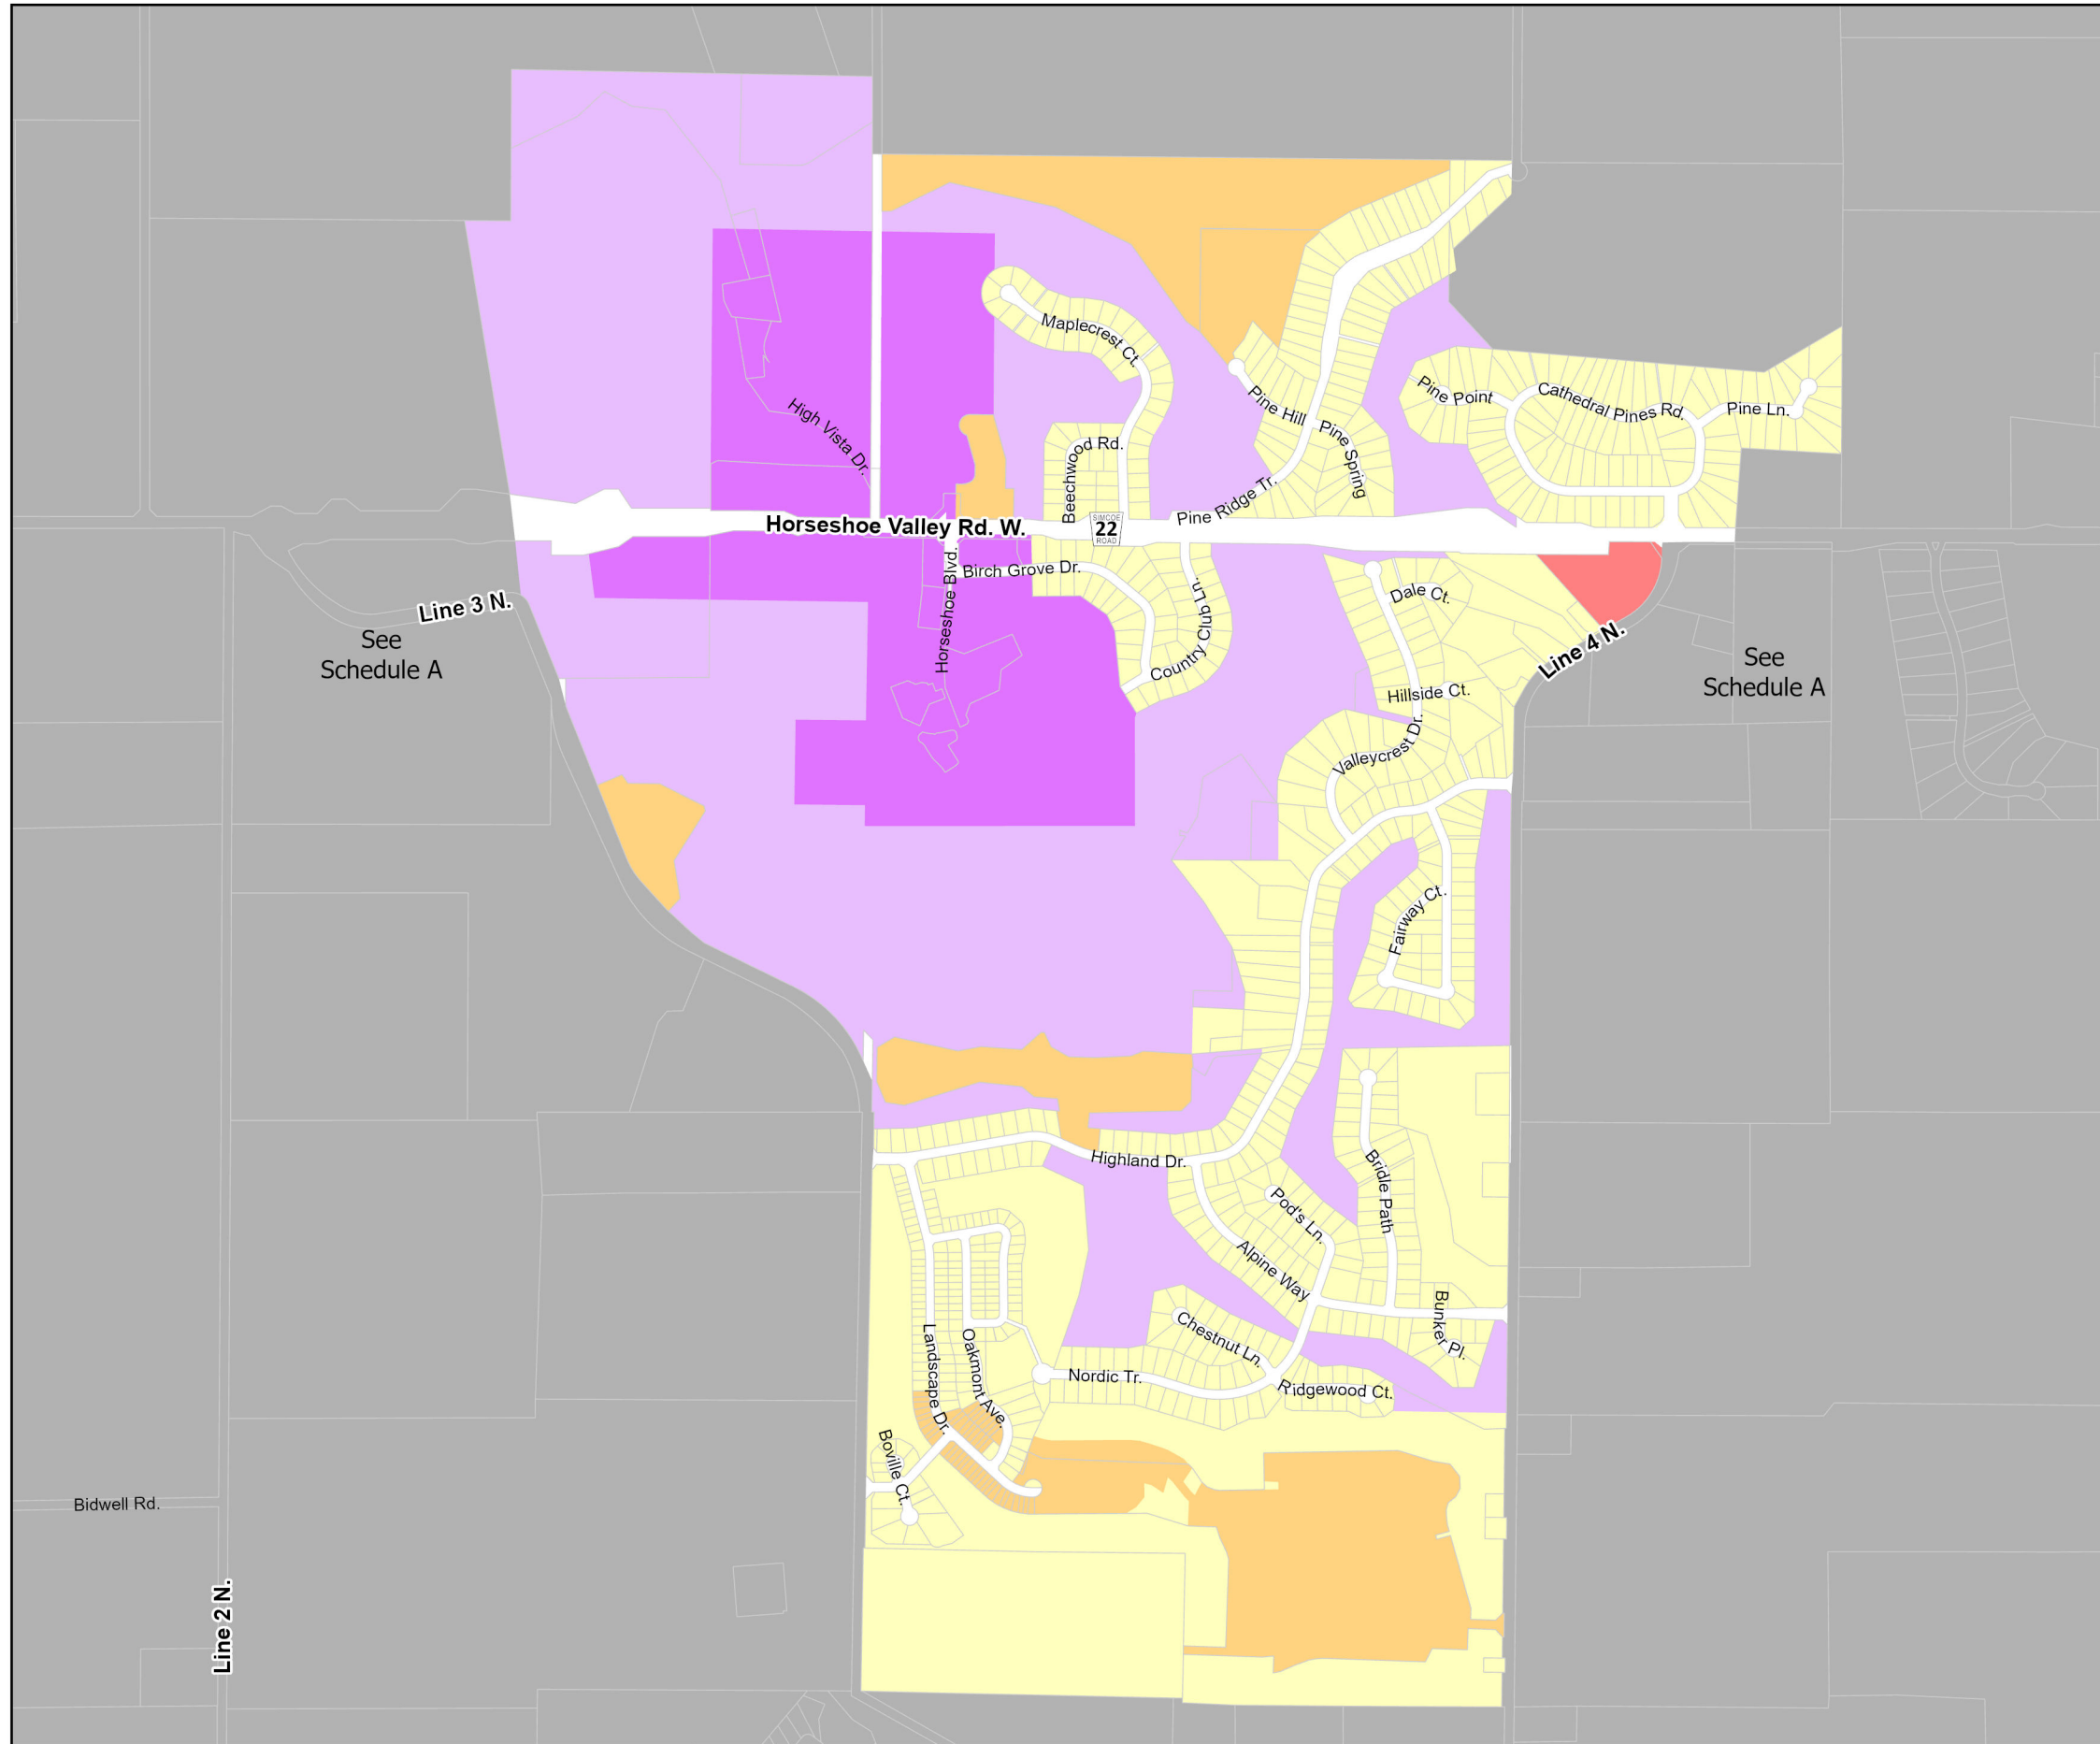 Maplecrest Ct.
Pine Point
Cathedral Pines Rd.
Pine Ln.
Pine Hill
Pine Spring
High Vista Dr.
Beechwood Rd.
Pine Ridge Tr.
Horseshoe Valley Rd. W.
SIMCOE
22
ROAD
Horseshoe Blvd.
Birch Grove Dr.
Country Club Ln.
Dale Ct.
Line 3 N.
See
Schedule A
Line 4 N.
See
Schedule A
Hillside Ct.
Valleycrest Dr.
Fairway Ct.
Highland Dr.
Bridle Path
Pod's Ln.
Alpine Way
Bunker Pl.
Chestnut Ln.
Landscape Dr.
Oakmont Ave.
Nordic Tr.
Ridgewood Ct.
Boville Ct.
Bidwell Rd.
Line 2 N.